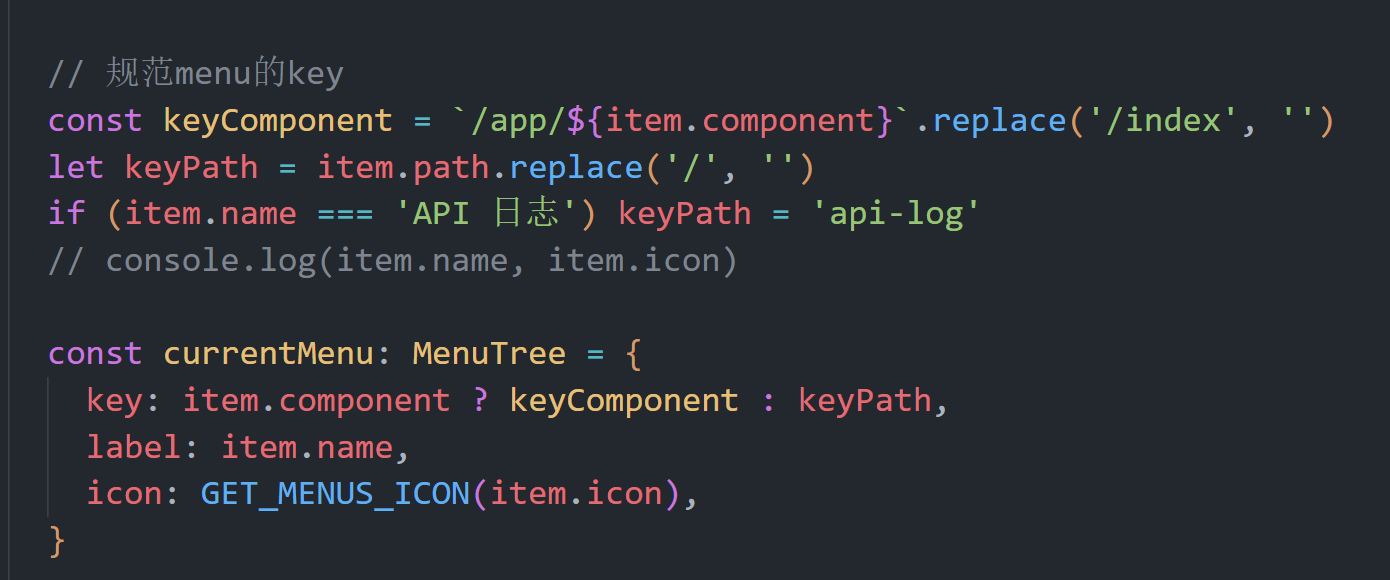 // 规范menu的key
const keyComponent = `/app/${item.component}`.replace('/index', '')
let keyPath = item.path.replace('/', '')
if (item.name === 'API 日志') keyPath = 'api-log'
// console.log(item.name, item.icon)
const currentMenu: MenuTree = {
key: item.component ? keyComponent : keyPath,
label: item.name,
icon: GET_MENUS_ICON(item.icon),
}